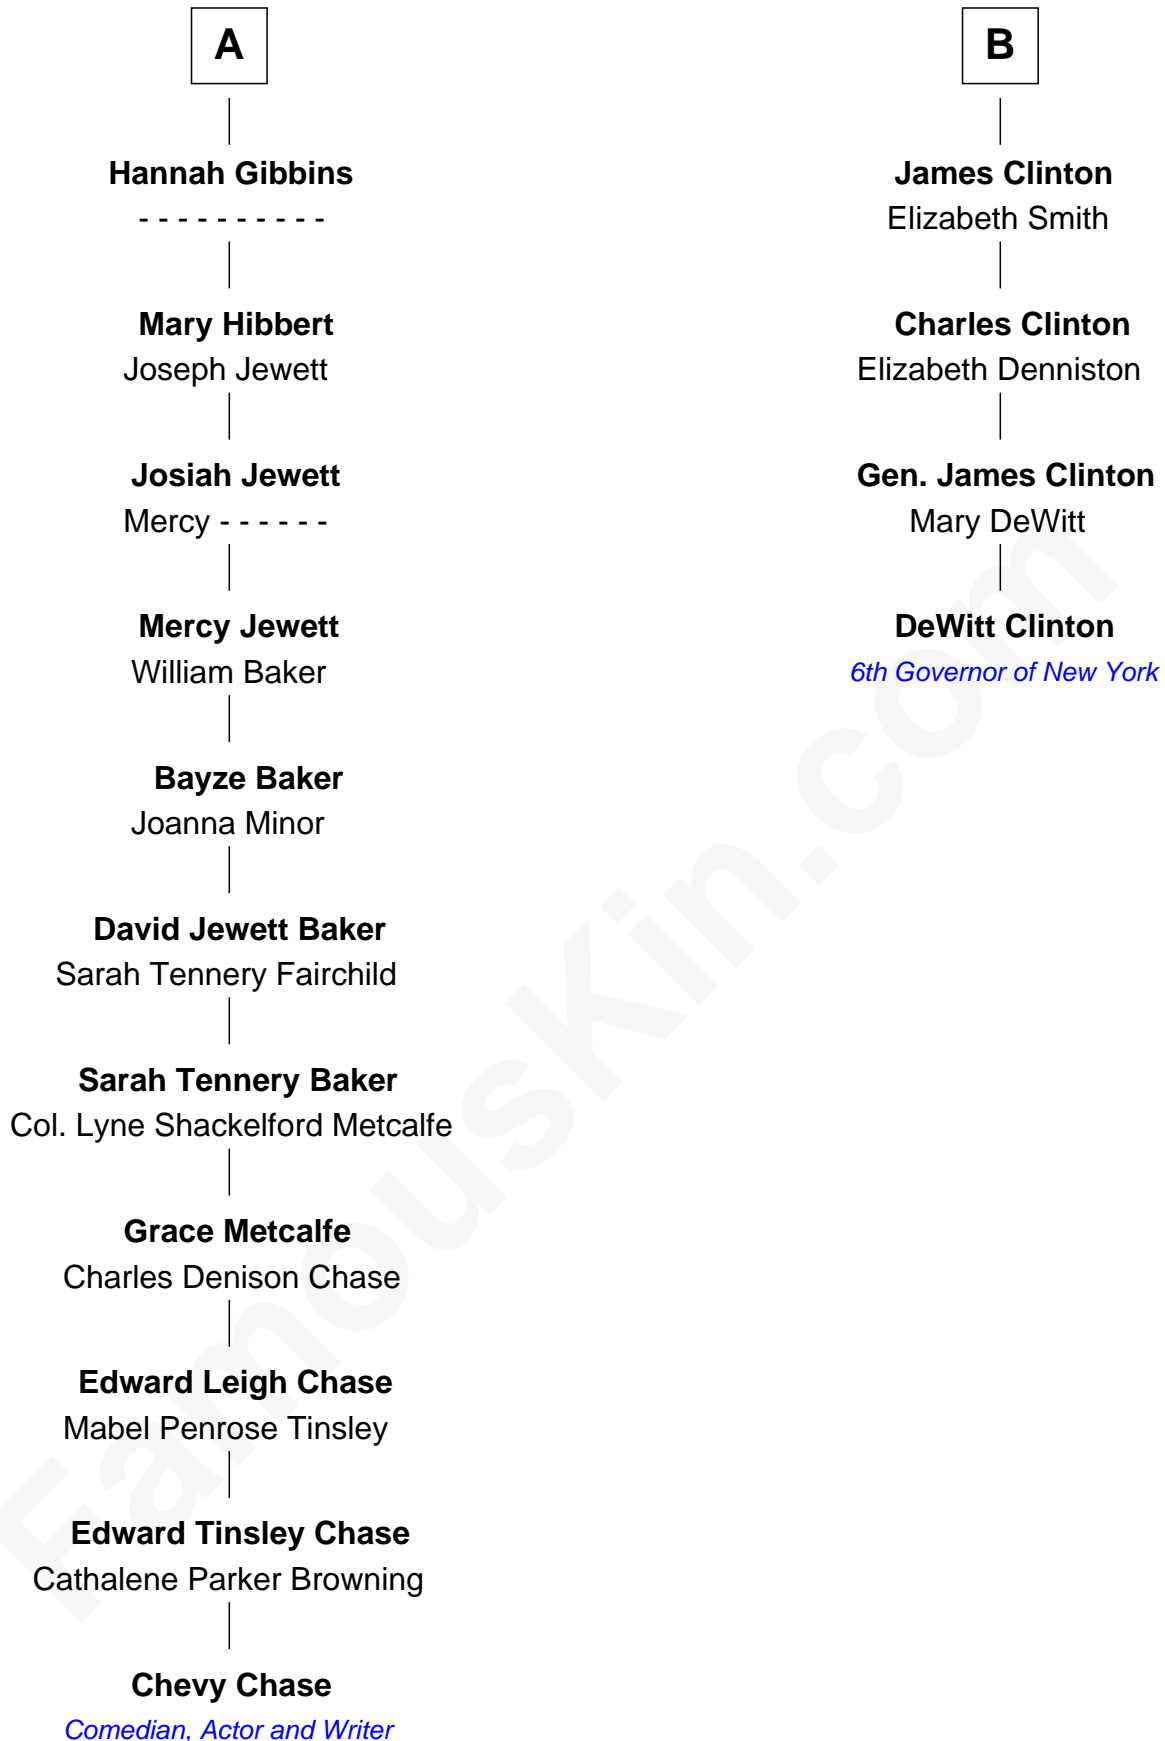 A
Hannah Gibbins
- - - - - - - - - -
Mary Hibbert
Joseph Jewett
Josiah Jewett
Mercy - - - - - -
Mercy Jewett
William Baker
Bayze Baker
Joanna Minor
David Jewett Baker
Sarah Tennery Fairchild
Sarah Tennery Baker
Col. Lyne Shackelford Metcalfe
Grace Metcalfe
Charles Denison Chase
Edward Leigh Chase
Mabel Penrose Tinsley
Edward Tinsley Chase
Cathalene Parker Browning
Chevy Chase
Comedian, Actor and Writer
B
James Clinton
Elizabeth Smith
Charles Clinton
Elizabeth Denniston
Gen. James Clinton
Mary DeWitt
DeWitt Clinton
6th Governor of New York
FamousKin.com